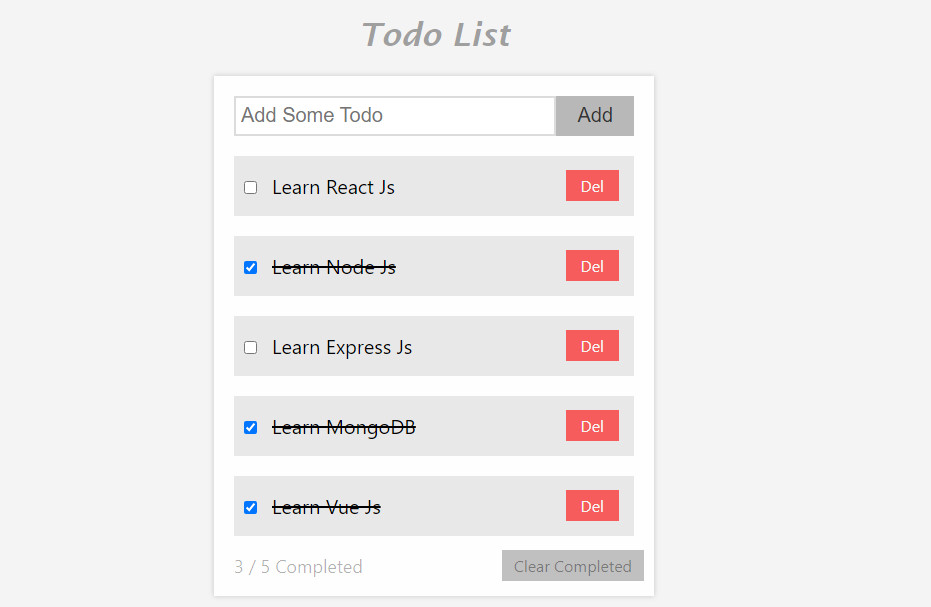 Todo List
Add Some Todo Add
Learn React Js Del
Learn Node Js Del
Learn Express Js Del
Learn MongoDB Del
Learn Vue Js Del
3 / 5 Completed Clear Completed